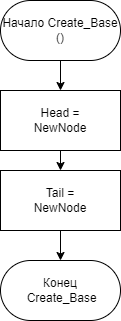 Начало Create_Base
()
Head =
NewNode
Tail =
NewNode
Конец
Create_Base